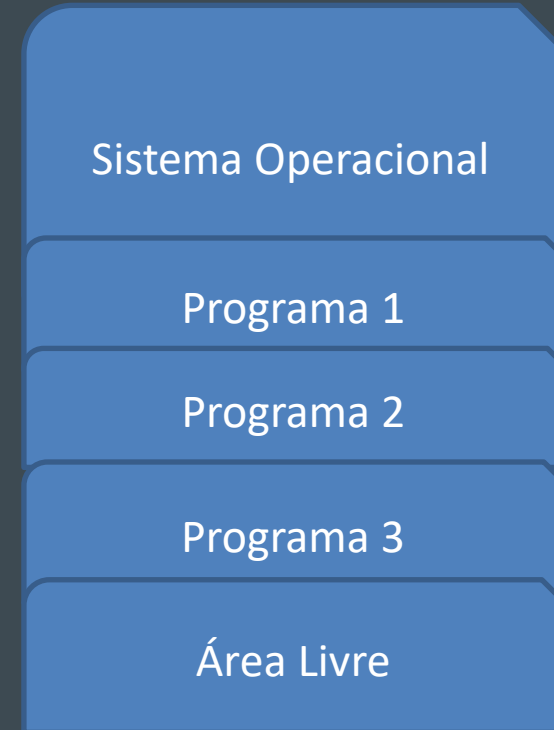 Sistema Operacional
Programa 1
Programa 2
Programa 3
Área Livre